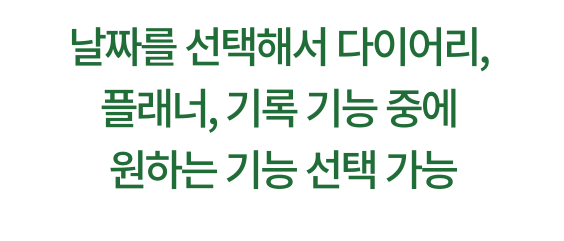 날짜를 선택해서 다이어리,
플래너, 기록 기능 중에
원하는 기능 선택 가능